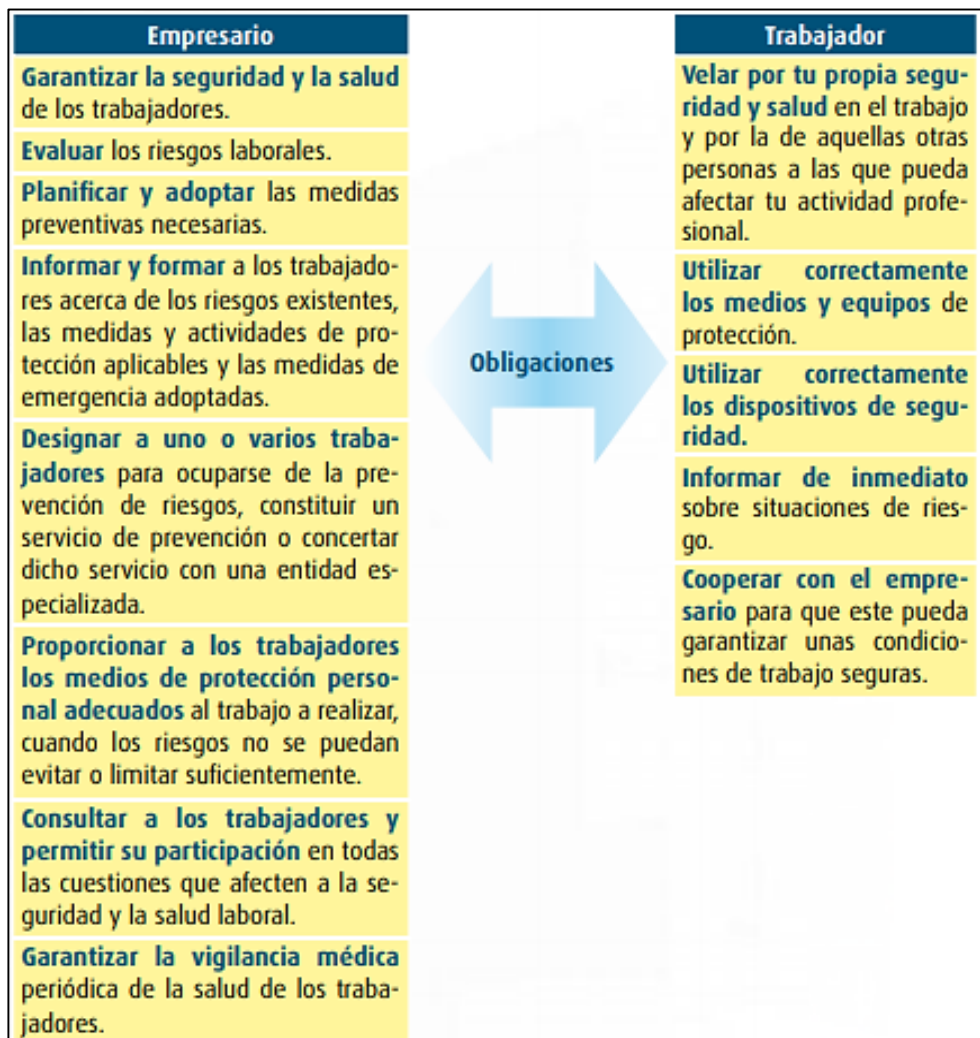 Empresario
Garantizar la seguridad y la salud
de los trabajadores.
Evaluar los riesgos laborales.
Planificar y adoptar las medidas
preventivas necesarias.
Informar y formar a los trabajado-
res acerca de los riesgos existentes,
las medidas y actividades de pro-
tección aplicables y las medidas de
emergencia adoptadas.
Designar a uno o varios traba-
jadores para ocuparse de la pre-
vención de riesgos, constituir un
servicio de prevención o concertar
dicho servicio con una entidad es-
pecializada.
Proporcionar a los trabajadores
los medios de protección perso-
nal adecuados al trabajo a realizar,
cuando los riesgos no se puedan
evitar o limitar suficientemente.
Consultar a los trabajadores y
permitir su participación en todas
las cuestiones que afecten a la se-
guridad y la salud laboral.
Garantizar la vigilancia médica
periódica de la salud de los traba-
jadores.
Obligaciones
Trabajador
Velar por tu propia segu-
ridad y salud en el trabajo
y por la de aquellas otras
personas a las que pueda
afectar tu actividad profe-
sional.
Utilizar correctamente
los medios y equipos de
protección.
Utilizar correctamente
los dispositivos de segu-
ridad.
Informar de inmediato
sobre situaciones de ries-
go.
Cooperar con el empre-
sario para que este pueda
garantizar unas condicio-
nes de trabajo seguras.